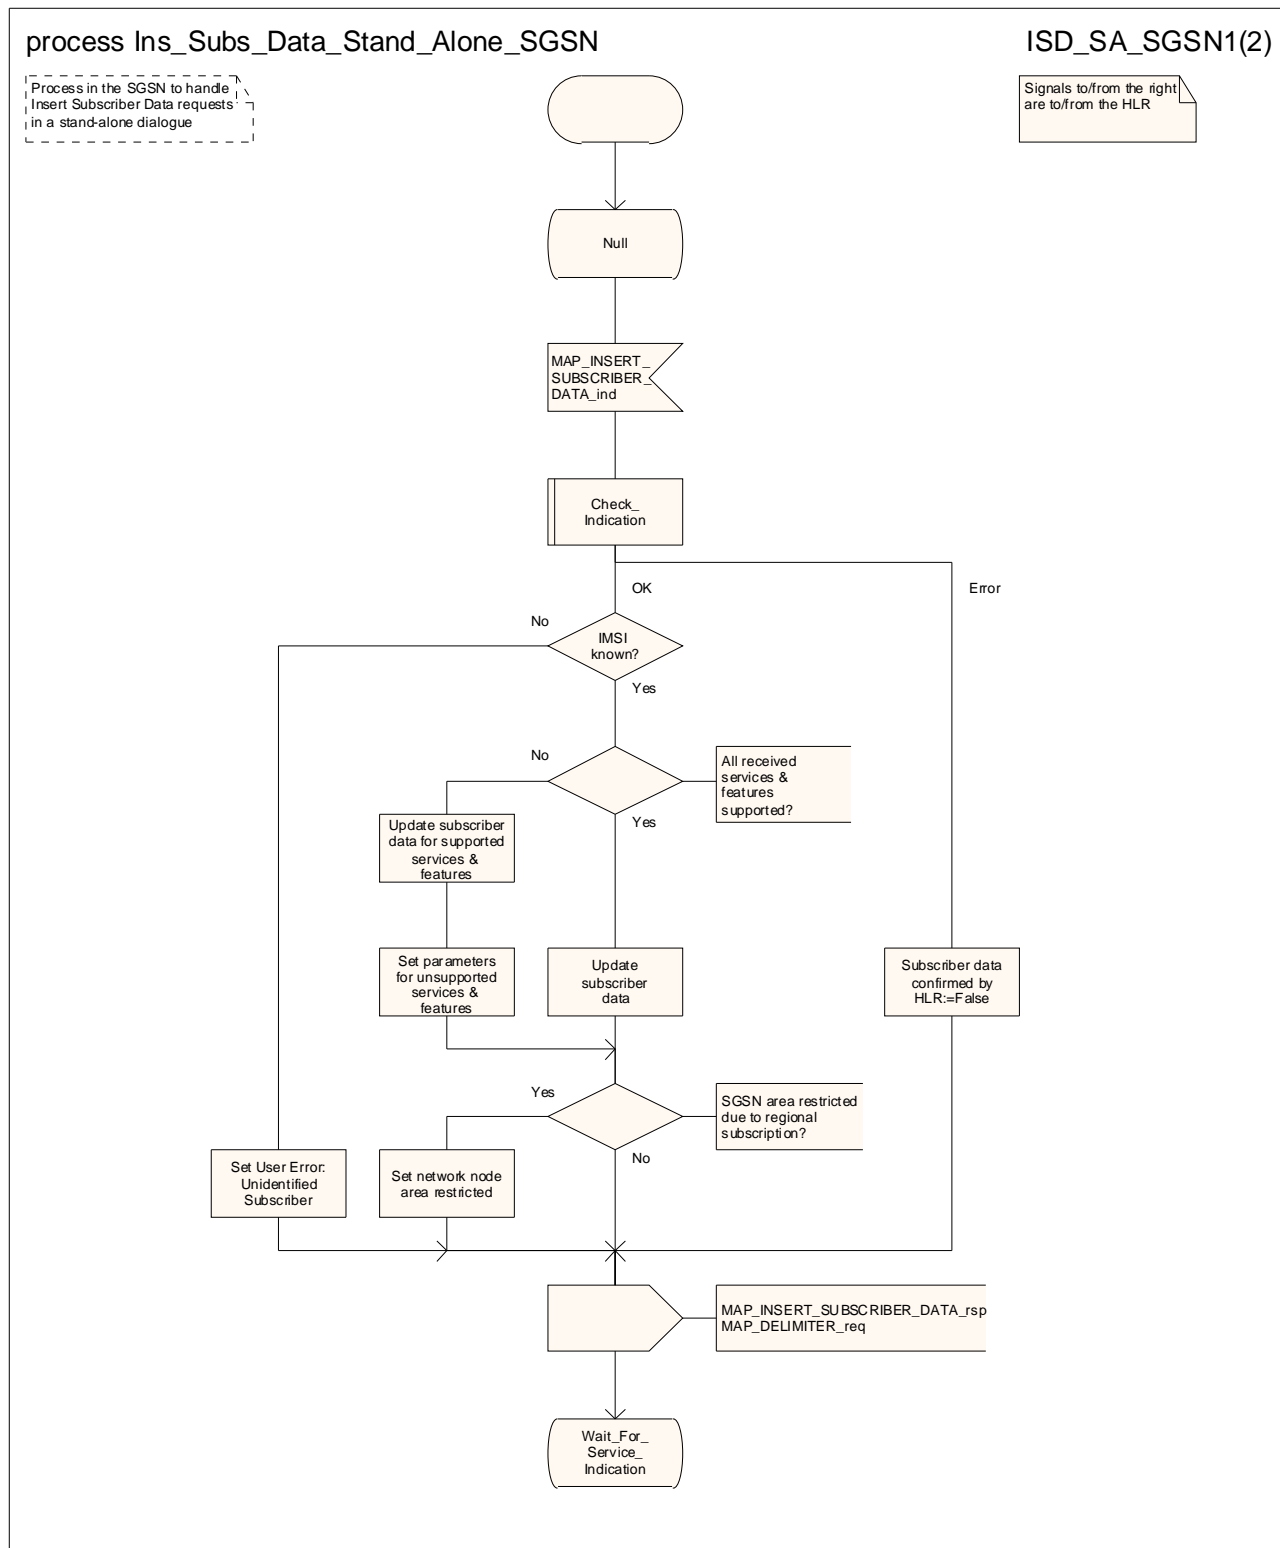 process Ins_Subs_Data_Stand_Alone_SGSN
ISD_SA_SGSN1(2)
Process in the SGSN to handle
Insert Subscriber Data requests
in a stand-alone dialogue
Signals to/from the right
are to/from the HLR
Null
MAP_INSERT_
SUBSCRIBER_
DATA_ind
Check_
Indication
OK
Error
No
IMSI
known?
Yes
No
All received
services &
features
supported?
Yes
Update subscriber
data for supported
services &
features
Set parameters
for unsupported
services &
features
Update
subscriber
data
Subscriber data
confirmed by
HLR:=False
Yes
SGSN area restricted
due to regional
subscription?
No
Set User Error:
Unidentified
Subscriber
Set network node
area restricted
MAP_INSERT_SUBSCRIBER_DATA_rsp
MAP_DELIMITER_req
Wait_For_
Service_
Indication